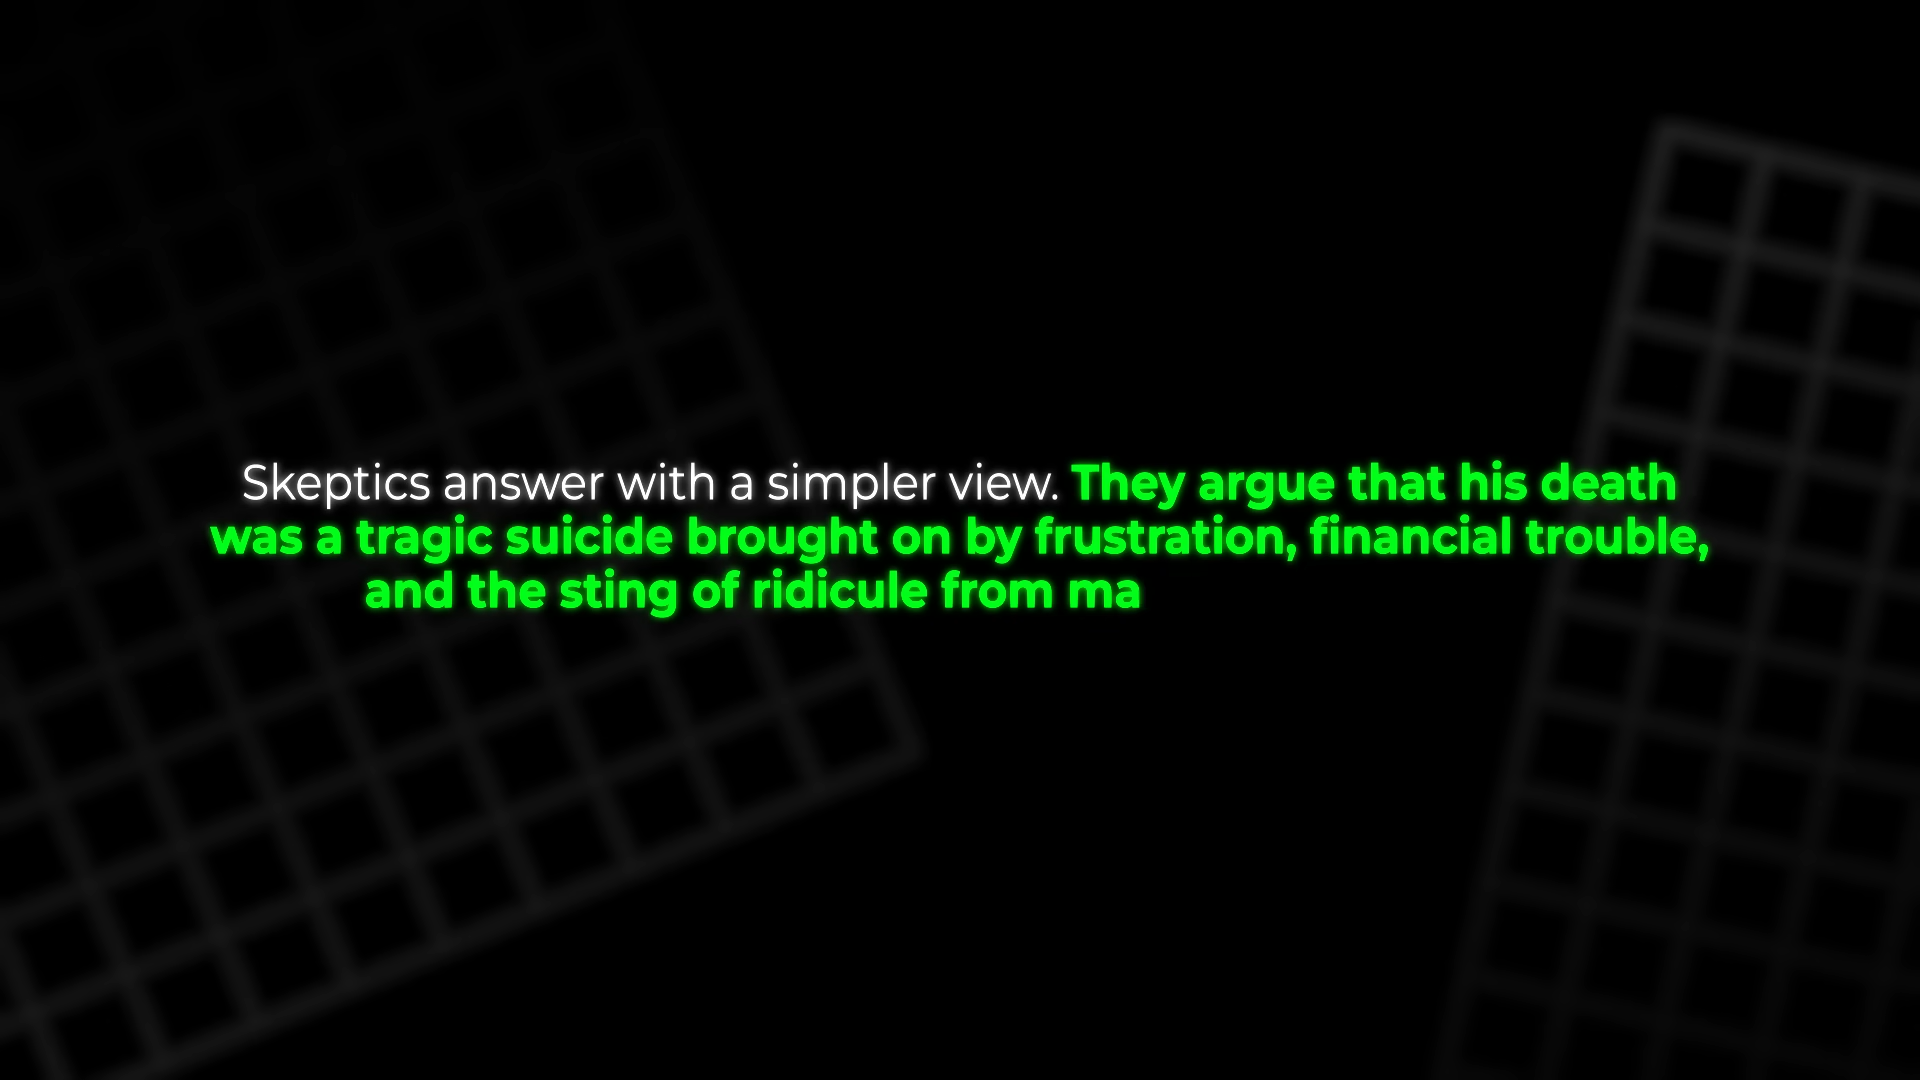 Skeptics answer with a simpler view. They argue that his death
was a tragic suicide brought on by frustration, financial trouble,
and the sting of ridicule from ma